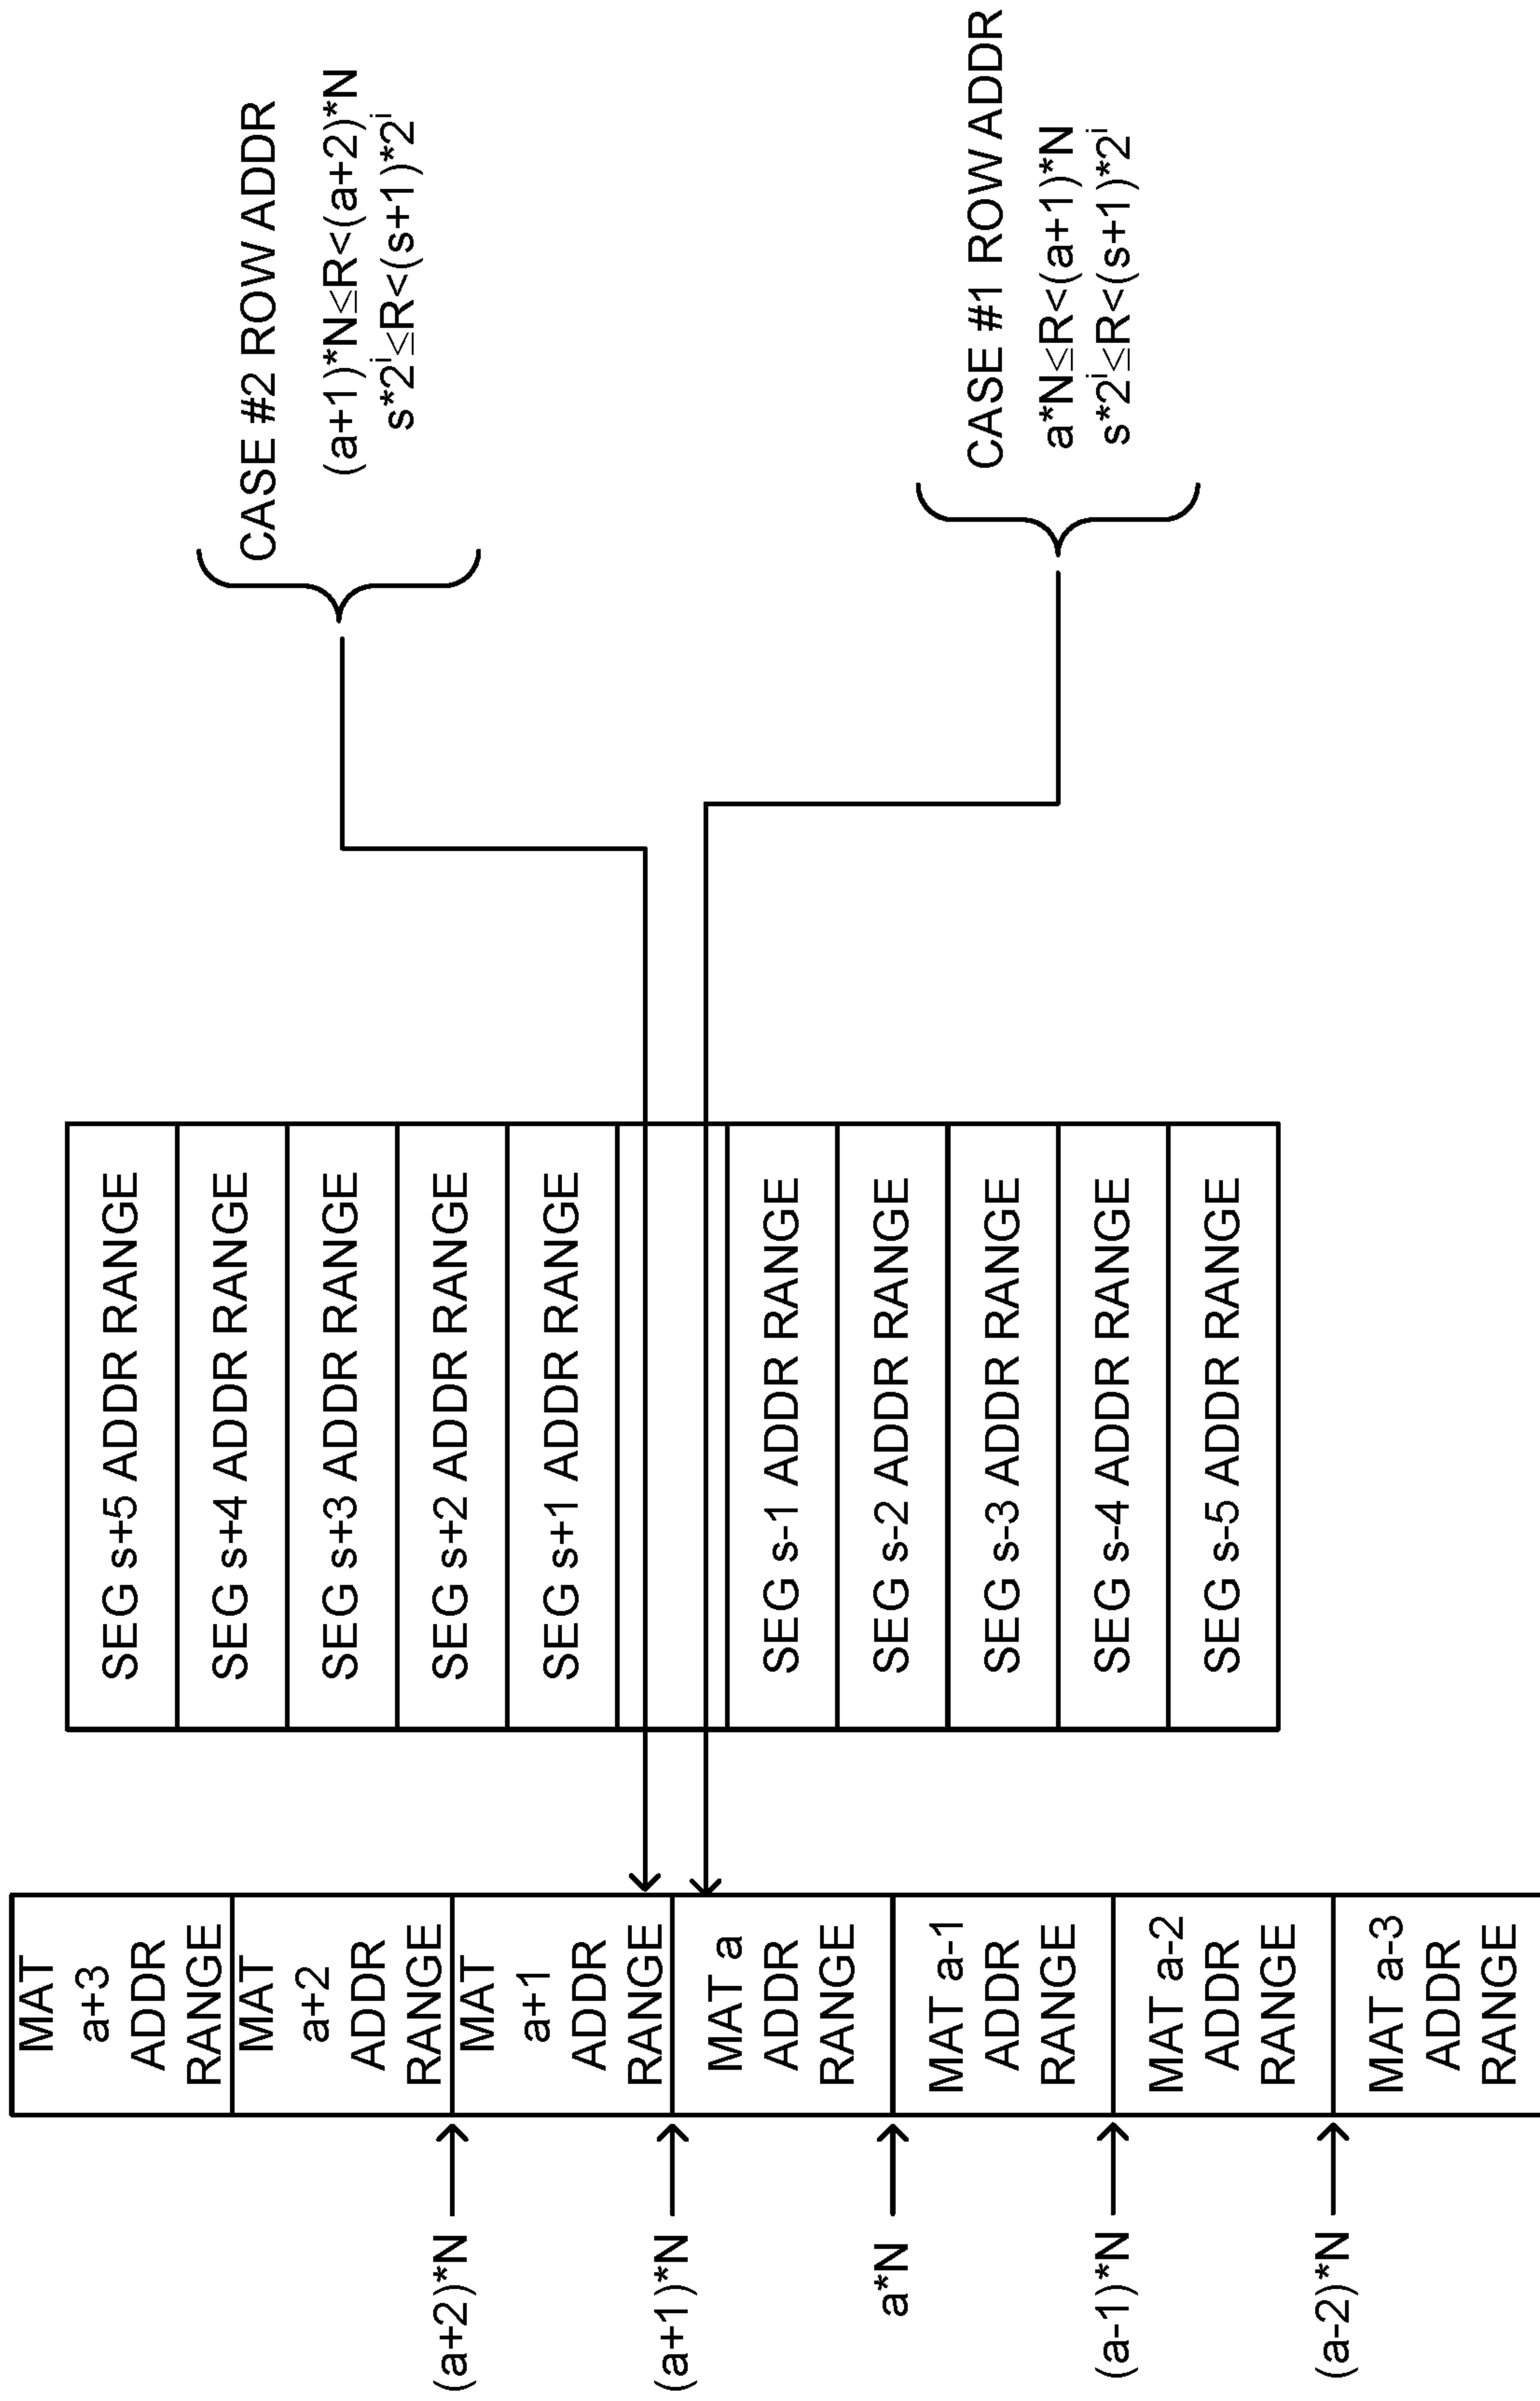 (a+2)*N
(a+1)*N
a*N
(a-1)*N
(a-2)*N
MAT
a+3
ADDR
RANGE
MAT
a+2
ADDR
RANGE
MAT
a+1
ADDR
RANGE
MAT a
ADDR
RANGE
MAT a-1
ADDR
RANGE
MAT a-2
ADDR
RANGE
MAT a-3
ADDR
RANGE
SEG s+5 ADDR RANGE
SEG s+4 ADDR RANGE
SEG s+3 ADDR RANGE
SEG s+2 ADDR RANGE
SEG s+1 ADDR RANGE
SEG s-1 ADDR RANGE
SEG s-2 ADDR RANGE
SEG s-3 ADDR RANGE
SEG s-4 ADDR RANGE
SEG s-5 ADDR RANGE
CASE #2 ROW ADDR
(a+1)*N≤R<(a+2)*N
s*2ⁱ≤R<(s+1)*2ⁱ
CASE #1 ROW ADDR
a*N≤R<(a+1)*N
s*2ⁱ≤R<(s+1)*2ⁱ